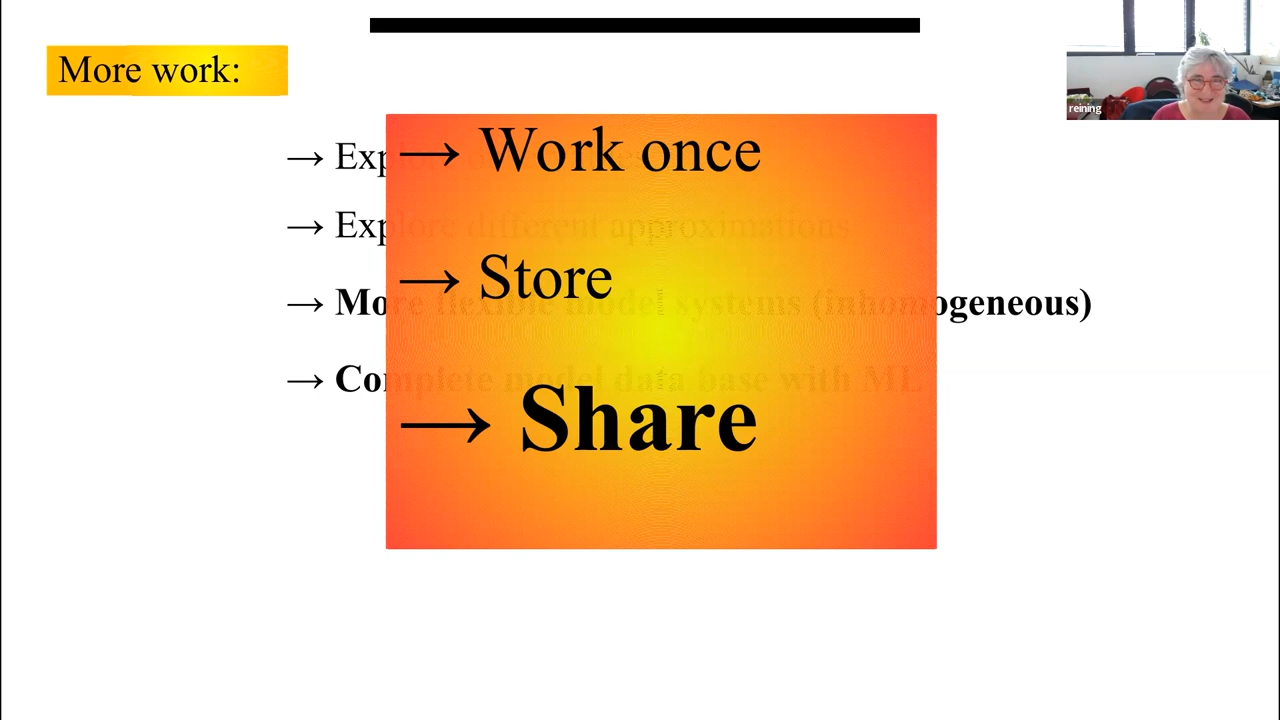 More work:
reining
→ Work once
→ Explore different approximations
→ Store
→ More flexible model systems (inhomogeneous)
→ Complete model data base with ML
→ Share